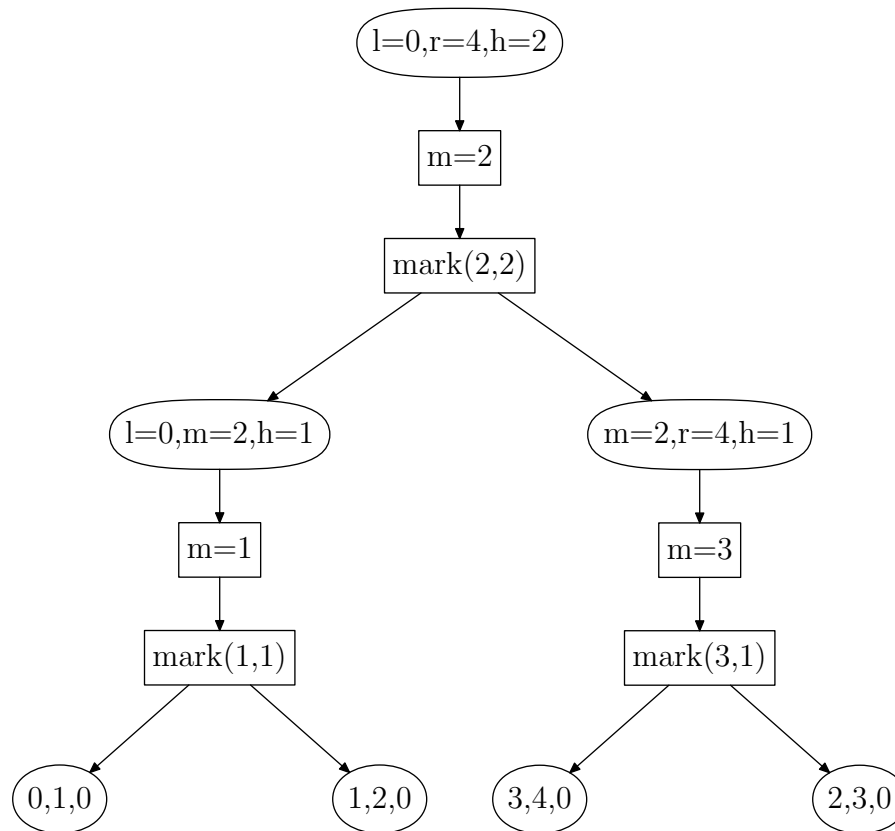 l=0,r=4,h=2
m=2
mark(2,2)
l=0,m=2,h=1
m=2,r=4,h=1
m=1
m=3
mark(1,1)
mark(3,1)
0,1,0
1,2,0
3,4,0
2,3,0